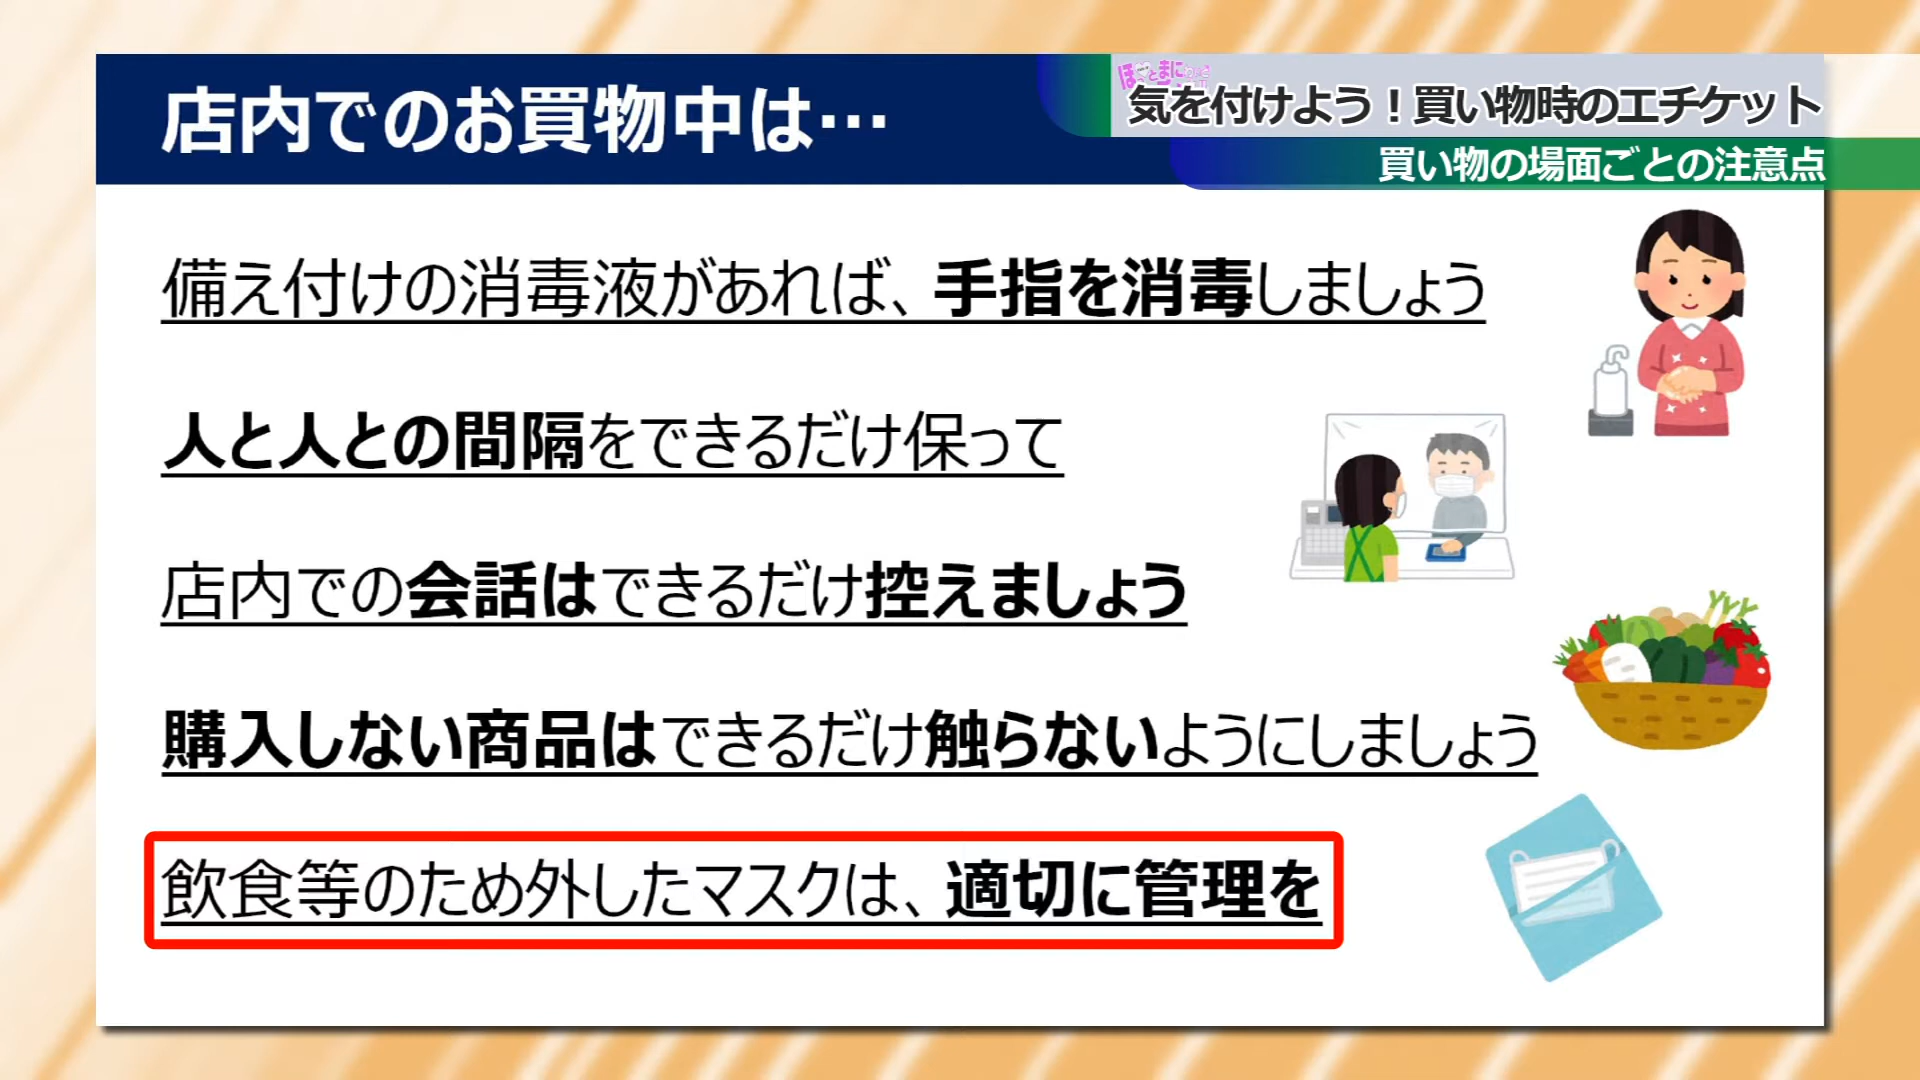 店内でのお買物中は…
気を付けよう！買い物時のエチケット
買い物の場面ごとの注意点
備え付けの消毒液があれば、手指を消毒しましょう
人と人との間隔をできるだけ保って
店内での会話はできるだけ控えましょう
購入しない商品はできるだけ触らないようにしましょう
飲食等のため外したマスクは、適切に管理を